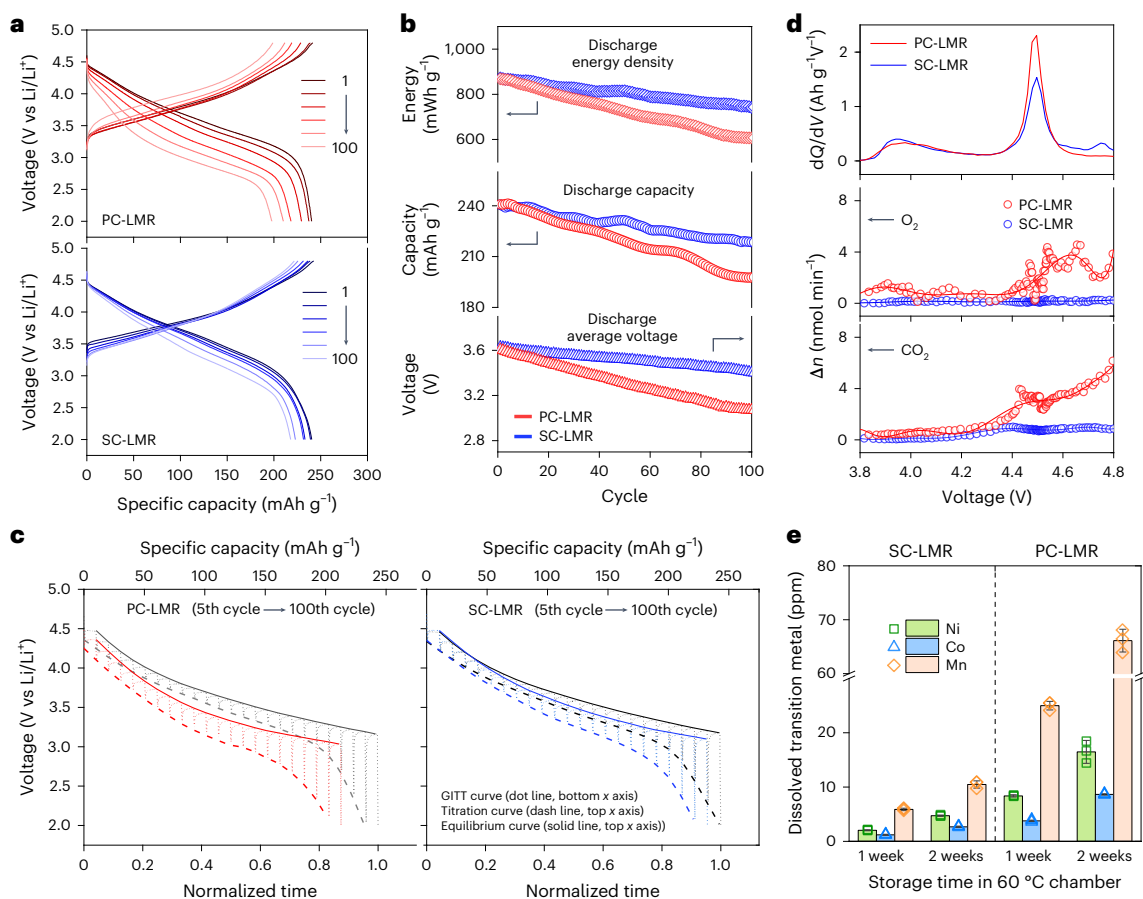 a
5.0
4.5
4.0
3.5
3.0
2.5
2.0
Voltage (V vs Li/Li⁺)
1
100
PC-LMR
5.0
4.5
4.0
3.5
3.0
2.5
2.0
Voltage (V vs Li/Li⁺)
1
100
SC-LMR
0 50 100 150 200 250 300
Specific capacity (mAh g⁻¹)
b
1,000
800
600
Energy
(mWh g⁻¹)
Discharge
energy density
240
210
180
Capacity
(mAh g⁻¹)
Discharge capacity
3.6
3.2
2.8
Voltage
(V)
Discharge
average voltage
PC-LMR
SC-LMR
0 20 40 60 80 100
Cycle
d
2
1
0
dQ/dV (Ah g⁻¹V⁻¹)
PC-LMR
SC-LMR
8
4
0
O₂
PC-LMR
SC-LMR
8
4
0
CO₂
Δn (nmol min⁻¹)
3.8 4.0 4.2 4.4 4.6 4.8
Voltage (V)
c
Specific capacity (mAh g⁻¹)
0 50 100 150 200 250
5.0
4.5
4.0
3.5
3.0
2.5
2.0
Voltage (V vs Li/Li⁺)
PC-LMR (5th cycle → 100th cycle)
0 0.2 0.4 0.6 0.8 1.0
Normalized time
Specific capacity (mAh g⁻¹)
0 50 100 150 200 250
SC-LMR (5th cycle → 100th cycle)
GITT curve (dot line, bottom x axis)
Titration curve (dash line, top x axis)
Equilibrium curve (solid line, top x axis))
0 0.2 0.4 0.6 0.8 1.0
Normalized time
e
SC-LMR PC-LMR
80
70
60
20
10
0
Dissolved transition metal (ppm)
Ni
Co
Mn
1 week 2 weeks 1 week 2 weeks
Storage time in 60 °C chamber